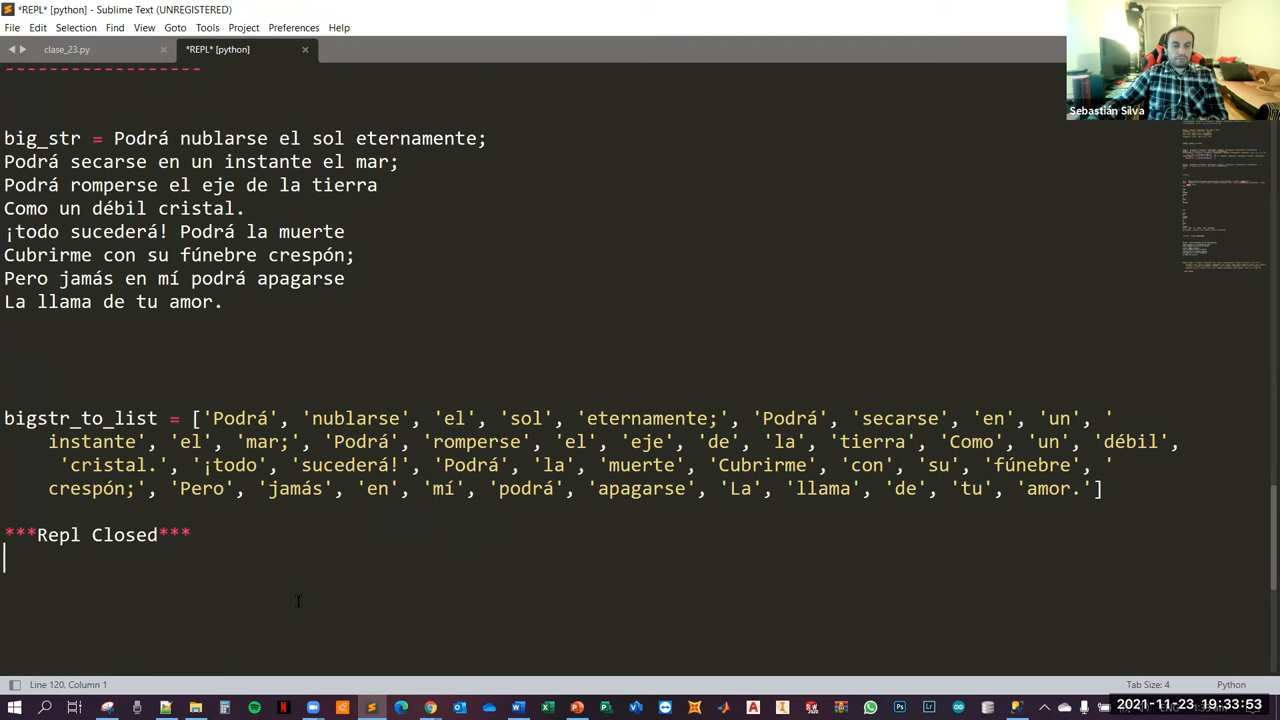 *REPL* [python] - Sublime Text (UNREGISTERED)
File Edit Selection Find View Goto Tools Project Preferences Help
clase_23.py *REPL* [python]
Sebastián Silva
big_str = Podrá nublarse el sol eternamente;
Podrá secarse en un instante el mar;
Podrá romperse el eje de la tierra
Como un débil cristal.
¡todo sucederá! Podrá la muerte
Cubrirme con su fúnebre crespón;
Pero jamás en mí podrá apagarse
La llama de tu amor.
bigstr_to_list = ['Podrá', 'nublarse', 'el', 'sol', 'eternamente;', 'Podrá', 'secarse', 'en', 'un', '
instante', 'el', 'mar;', 'Podrá', 'romperse', 'el', 'eje', 'de', 'la', 'tierra', 'Como', 'un', 'débil',
'cristal.', '¡todo', 'sucederá!', 'Podrá', 'la', 'muerte', 'Cubrirme', 'con', 'su', 'fúnebre', '
crespón;', 'Pero', 'jamás', 'en', 'mí', 'podrá', 'apagarse', 'La', 'llama', 'de', 'tu', 'amor.']
***Repl Closed***
Line 120, Column 1 Tab Size: 4 Python
2021-11-23 19:33:53